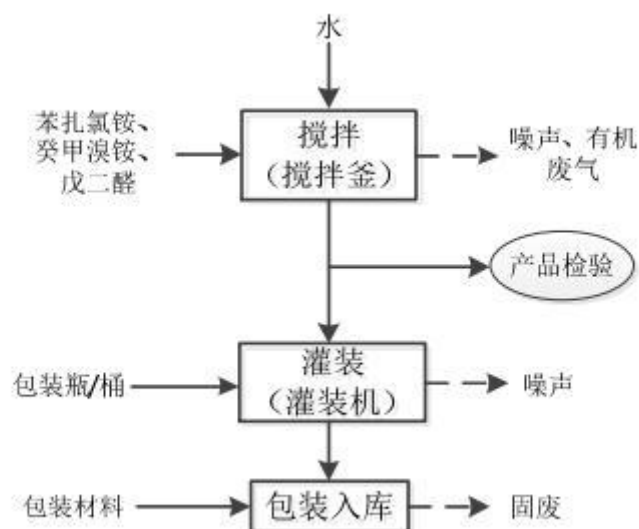 水
苯扎氯铵、
癸甲溴铵、
戊二醛
搅拌
（搅拌釜）
噪声、有机
废气
产品检验
包装瓶/桶
灌装
（灌装机）
噪声
包装材料
包装入库
固废